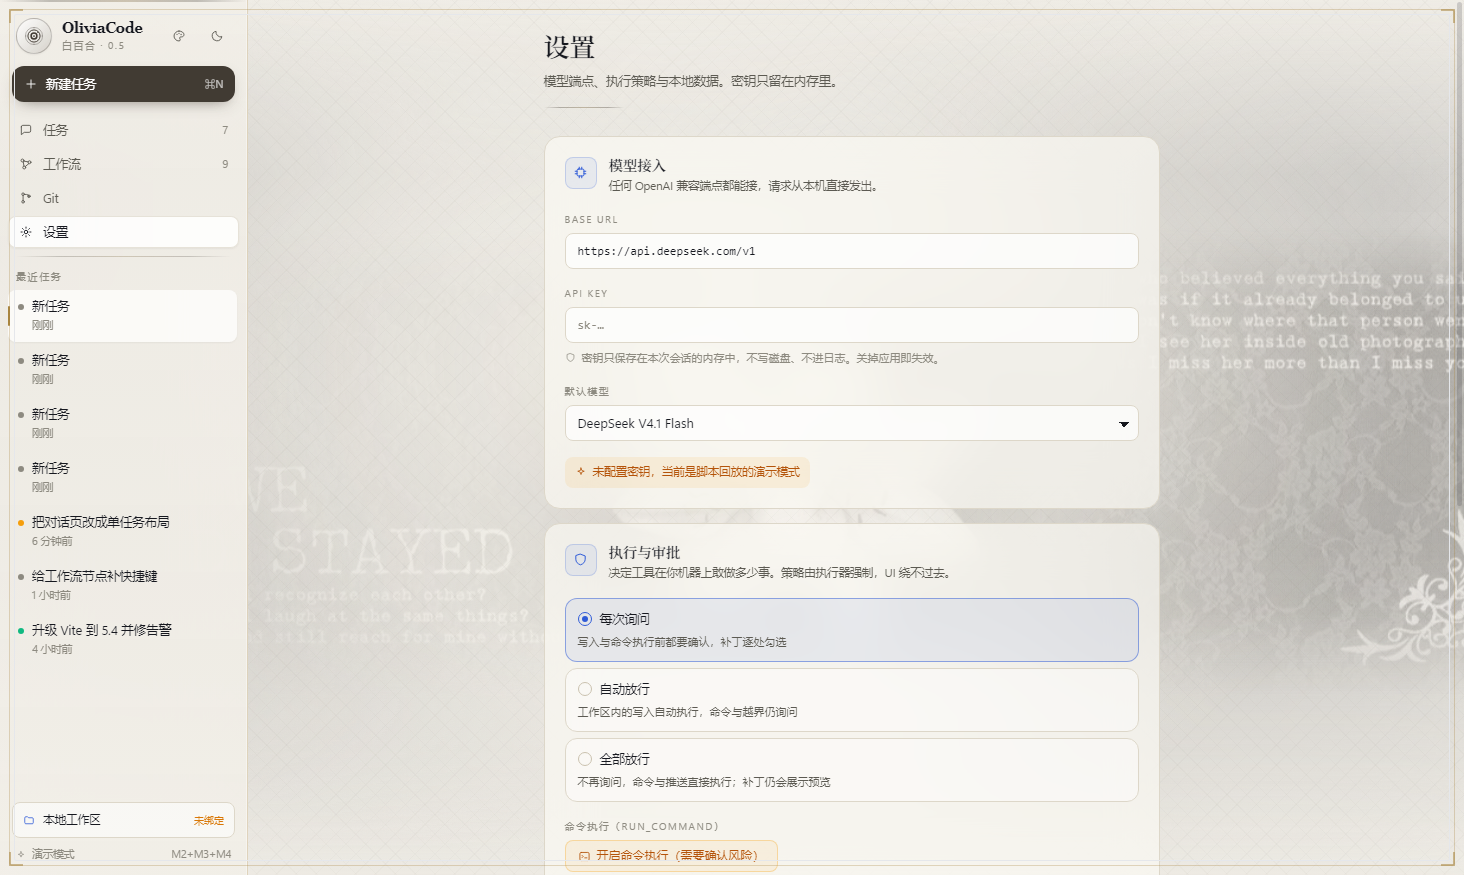 OliviaCode
白百合 · 0.5
新建任务
⌘N
任务
7
工作流
9
Git
设置
最近任务
新任务
刚刚
新任务
刚刚
新任务
刚刚
新任务
刚刚
把对话页改成单任务布局
6 分钟前
给工作流节点补快捷键
1 小时前
升级 Vite 到 5.4 并修告警
4 小时前
本地工作区
未绑定
演示模式
M2+M3+M4
设置
模型端点、执行策略与本地数据。密钥只留在内存里。
模型接入
任何 OpenAI 兼容端点都能接，请求从本机直接发出。
BASE URL
https://api.deepseek.com/v1
API KEY
sk-…
密钥只保存在本次会话的内存中，不写磁盘、不进日志。关掉应用即失效。
默认模型
DeepSeek V4.1 Flash
未配置密钥，当前是脚本回放的演示模式
执行与审批
决定工具在你机器上敢做多少事。策略由执行器强制，UI 绕不过去。
每次询问
写入与命令执行前都要确认，补丁逐处勾选
自动放行
工作区内的写入自动执行，命令与越界仍询问
全部放行
不再询问，命令与推送直接执行；补丁仍会展示预览
命令执行（RUN_COMMAND）
开启命令执行（需要确认风险）
believed everything you
if it already belonged to
know where that person
see her inside old
miss her more than I miss
STAYED
recognize each other?
laugh at the same things?
still reach for mine